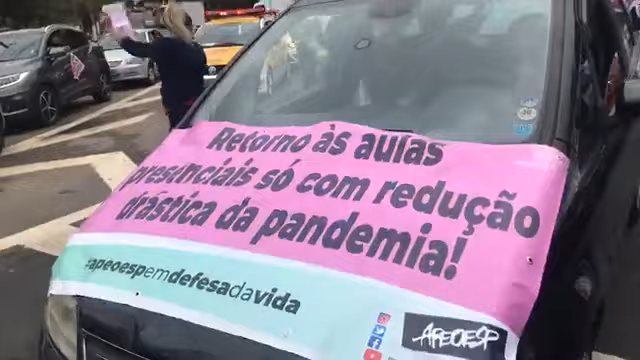 Retorno às aulas
presenciais só com redução
drástica da pandemia!
#apeoespemdefesadavida
APEOESP